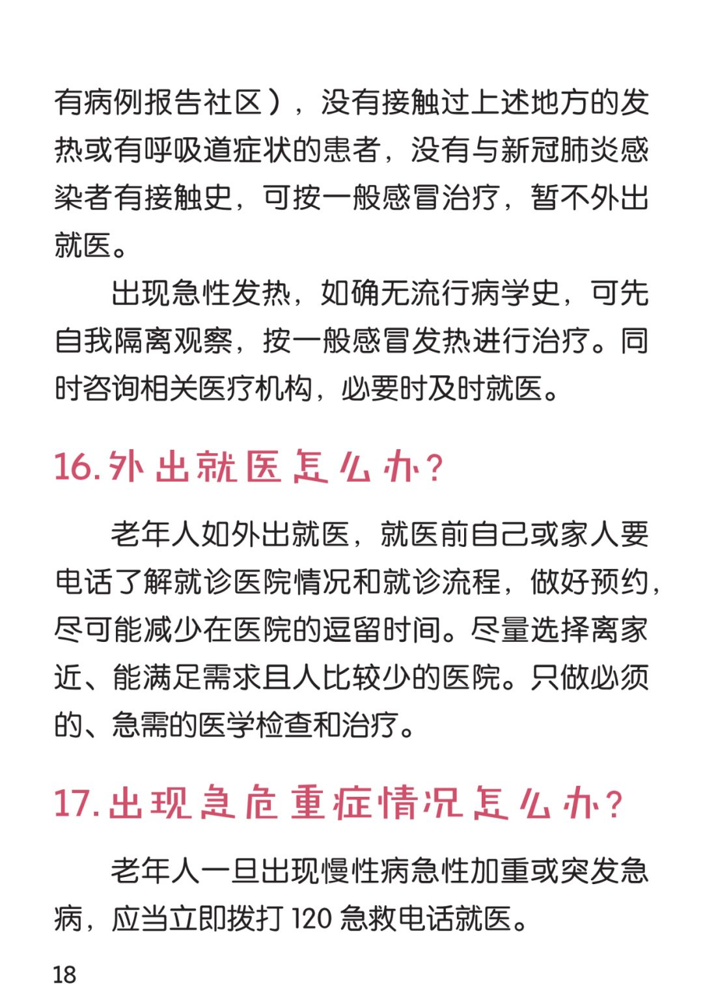 有病例报告社区），没有接触过上述地方的发
热或有呼吸道症状的患者，没有与新冠肺炎感
染者有接触史，可按一般感冒治疗，暂不外出
就医。
出现急性发热，如确无流行病学史，可先
自我隔离观察，按一般感冒发热进行治疗。同
时咨询相关医疗机构，必要时及时就医。
16.外出就医怎么办？
老年人如外出就医，就医前自己或家人要
电话了解就诊医院情况和就诊流程，做好预约，
尽可能减少在医院的逗留时间。尽量选择离家
近、能满足需求且人比较少的医院。只做必须
的、急需的医学检查和治疗。
17.出现急危重症情况怎么办？
老年人一旦出现慢性病急性加重或突发急
病，应当立即拨打 120 急救电话就医。
18